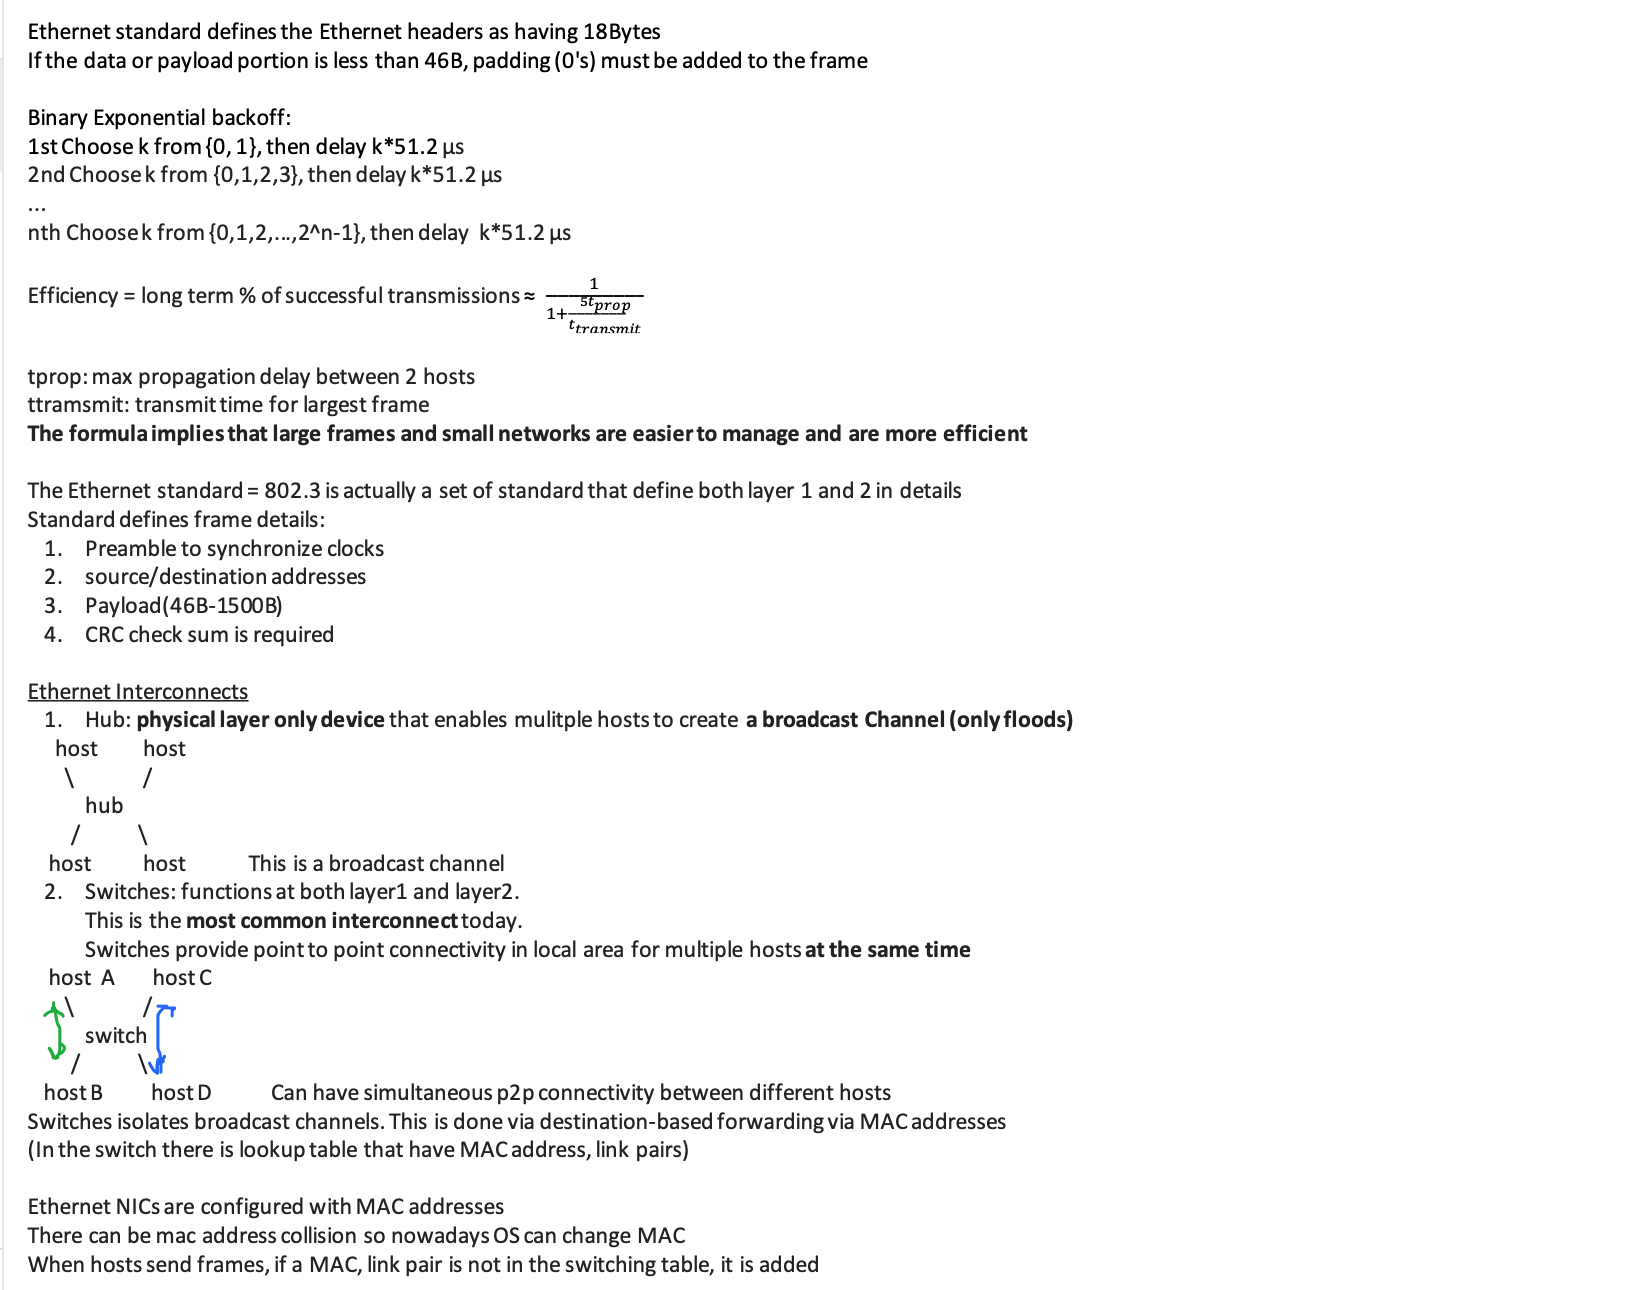 Ethernet standard defines the Ethernet headers as having 18Bytes
If the data or payload portion is less than 46B, padding (0's) must be added to the frame
Binary Exponential backoff:
1st Choose k from {0, 1}, then delay k*51.2 µs
2nd Choose k from {0,1,2,3}, then delay k*51.2 µs
...
nth Choose k from {0,1,2,...,2^n-1}, then delay k*51.2 µs
Efficiency = long term % of successful transmissions ≈ 1/(1+5tprop/ttransmit)
tprop: max propagation delay between 2 hosts
ttramsmit: transmit time for largest frame
The formula implies that large frames and small networks are easier to manage and are more efficient
The Ethernet standard = 802.3 is actually a set of standard that define both layer 1 and 2 in details
Standard defines frame details:
1. Preamble to synchronize clocks
2. source/destination addresses
3. Payload(46B-1500B)
4. CRC check sum is required
Ethernet Interconnects
1. Hub: physical layer only device that enables mulitple hosts to create a broadcast Channel (only floods)
host host
\ /
hub
/ \
host host This is a broadcast channel
2. Switches: functions at both layer1 and layer2.
This is the most common interconnect today.
Switches provide point to point connectivity in local area for multiple hosts at the same time
host A host C
\ /
switch
/ \
host B host D Can have simultaneous p2p connectivity between different hosts
Switches isolates broadcast channels. This is done via destination-based forwarding via MAC addresses
(In the switch there is lookup table that have MAC address, link pairs)
Ethernet NICs are configured with MAC addresses
There can be mac address collision so nowadays OS can change MAC
When hosts send frames, if a MAC, link pair is not in the switching table, it is added